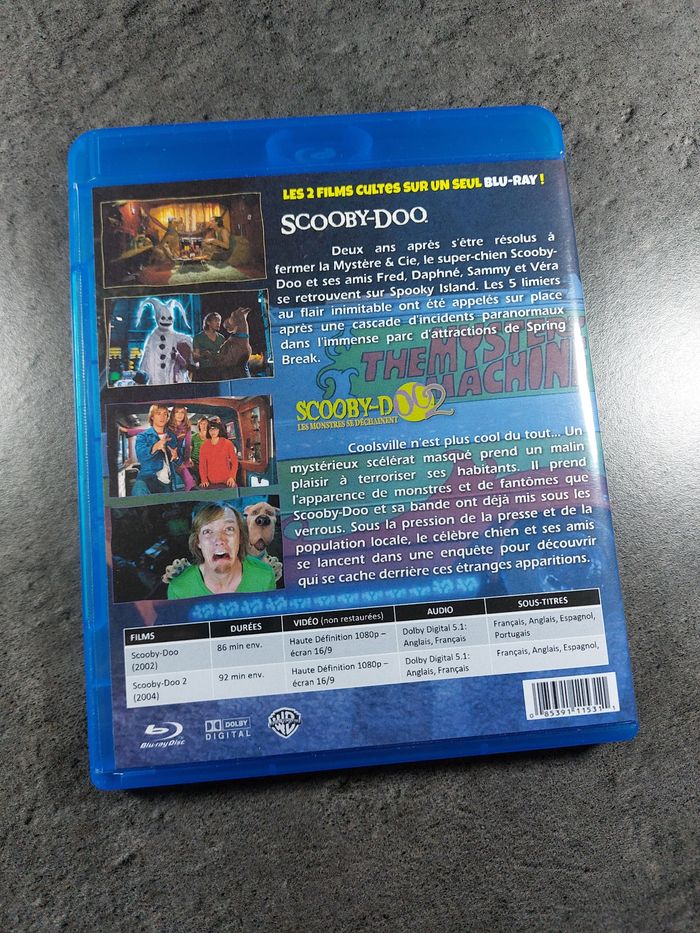 LES 2 FILMS CULTES SUR UN SEUL BLU-RAY !
SCOOBY-DOO
Deux ans après s'être résolus à
fermer la Mystère & Cie, le super-chien Scooby-
Doo et ses amis Fred, Daphné, Sammy et Véra
se retrouvent sur Spooky Island. Les 5 limiers
au flair inimitable ont été appelés sur place
après une cascade d'incidents paranormaux
dans l'immense parc d'attractions de Spring
Break.
THE MYSTERY
MACHINE
SCOOBY-DOO 2
LES MONSTRES SE DÉCHAÎNENT
Coolsville n'est plus cool du tout... Un
mystérieux scélérat masqué prend un malin
plaisir à terroriser ses habitants. Il prend
l'apparence de monstres et de fantômes que
Scooby-Doo et sa bande ont déjà mis sous les
verrous. Sous la pression de la presse et de la
population locale, le célèbre chien et ses amis
se lancent dans une enquête pour découvrir
qui se cache derrière ces étranges apparitions.
FILMS DURÉES VIDÉO (non restaurées) AUDIO SOUS-TITRES
Scooby-Doo (2002) 86 min env. Haute Définition 1080p – écran 16/9 Dolby Digital 5.1: Anglais, Français Français, Anglais, Espagnol, Portugais
Scooby-Doo 2 (2004) 92 min env. Haute Définition 1080p – écran 16/9 Dolby Digital 5.1: Anglais, Français Français, Anglais, Espagnol,
Blu-ray Disc
DOLBY
DIGITAL
WB
0 85391 11531 1